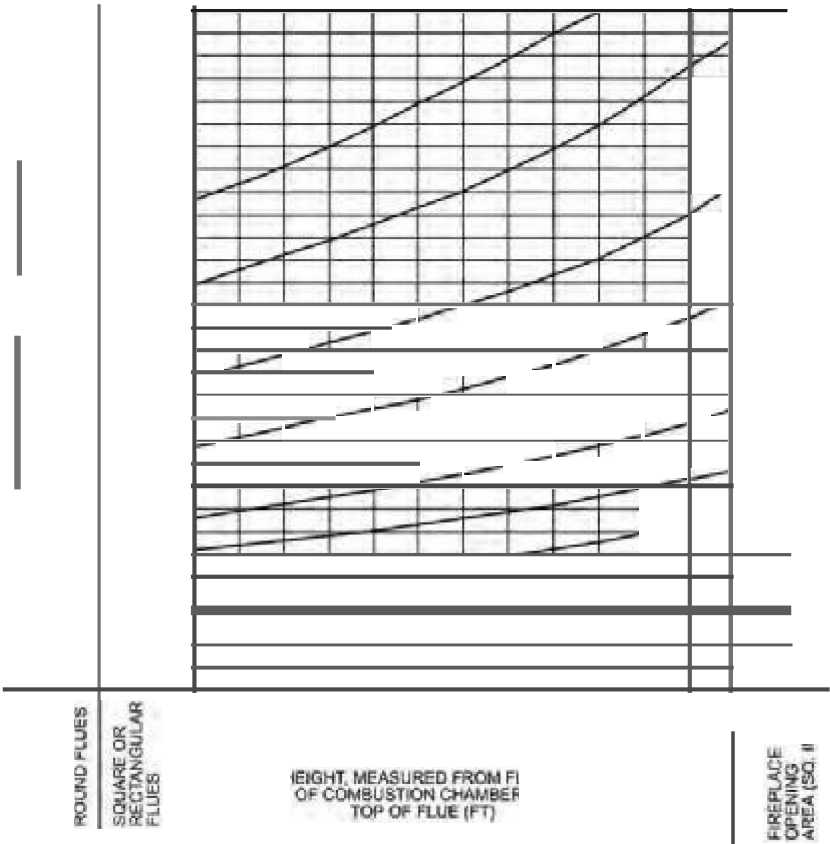 ROUND FLUES
SQUARE OR
RECTANGULAR
FLUES
HEIGHT, MEASURED FROM FL
OF COMBUSTION CHAMBER
TOP OF FLUE (FT)
FIREPLACE
OPENING
AREA (SQ. I